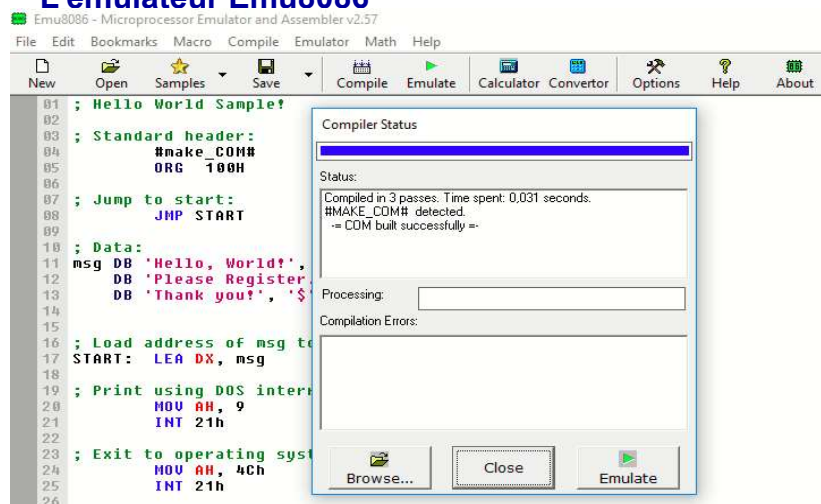 L'émulateur Emu8086
Emu8086 - Microprocessor Emulator and Assembler v2.57
File Edit Bookmarks Macro Compile Emulator Math Help
New Open Samples Save Compile Emulate Calculator Convertor Options Help About
01 ; Hello World Sample!
02
03 ; Standard header:
04 #make_COM#
05 ORG 100H
06
07 ; Jump to start:
08 JMP START
09
10 ; Data:
11 msg DB 'Hello, World!',
12 DB 'Please Register.
13 DB 'Thank you!', '$'
14
15
16 ; Load address of msg to
17 START: LEA DX, msg
18
19 ; Print using DOS inter
20 MOV AH, 9
21 INT 21h
22
23 ; Exit to operating syst
24 MOV AH, 4Ch
25 INT 21h
26
Compiler Status
Status:
Compiled in 3 passes. Time spent: 0,031 seconds.
#MAKE_COM# detected.
-= COM built successfully =-
Processing:
Compilation Errors:
Browse... Close Emulate